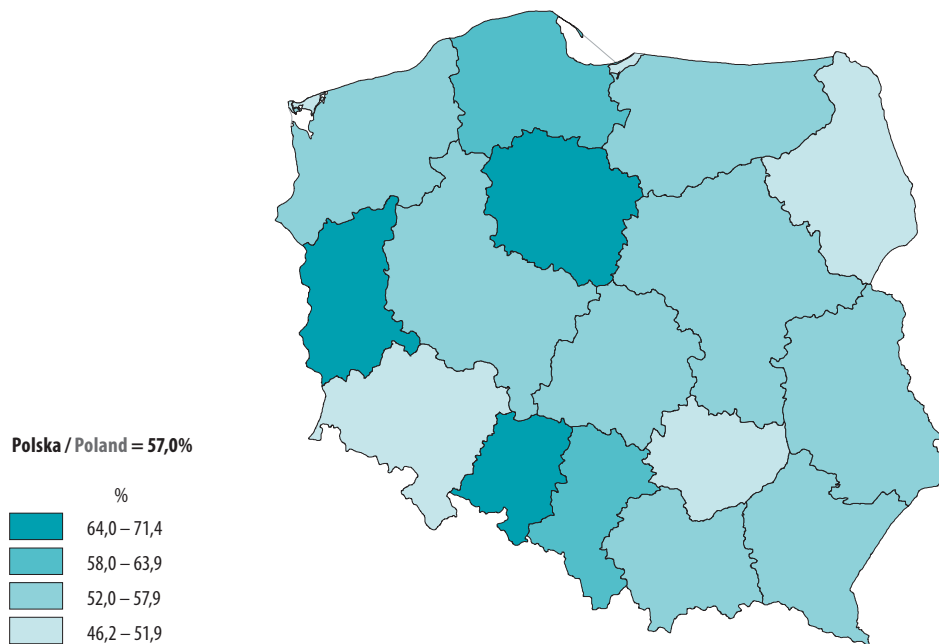 Polska / Poland = 57,0%
%
64,0 – 71,4
58,0 – 63,9
52,0 – 57,9
46,2 – 51,9